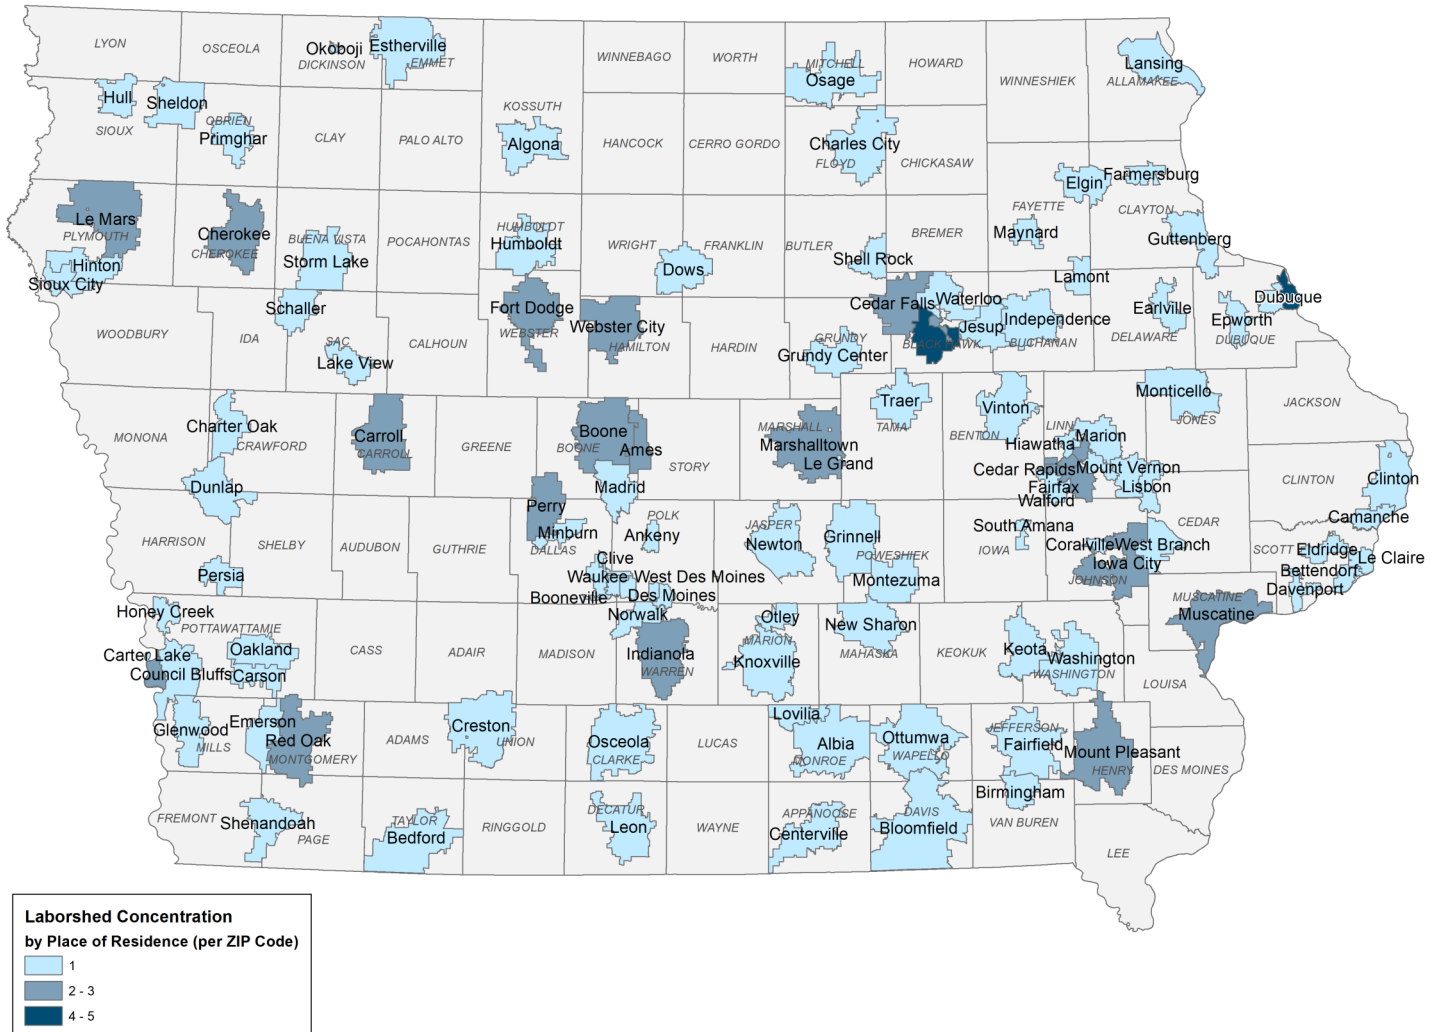 LYON
OSCEOLA
Okoboji
DICKINSON
Estherville
EMMET
WINNEBAGO
WORTH
MITCHELL
Osage
HOWARD
WINNESHIEK
Lansing
ALLAMAKEE
Hull
Sheldon
SIOUX
OBRIEN
Primghar
CLAY
PALO ALTO
KOSSUTH
Algona
HANCOCK
CERRO GORDO
Charles City
FLOYD
CHICKASAW
Elgin
Farmersburg
FAYETTE
CLAYTON
Maynard
Guttenberg
Le Mars
PLYMOUTH
Cherokee
CHEROKEE
BUENA VISTA
Storm Lake
POCAHONTAS
HUMBOLDT
Humboldt
WRIGHT
Dows
FRANKLIN
BUTLER
Shell Rock
BREMER
Lamont
Hinton
Sioux City
Schaller
Fort Dodge
WEBSTER
Webster City
HAMILTON
Cedar Falls
Waterloo
BLACK HAWK
Jesup
Independence
BUCHANAN
Earlville
DELAWARE
Epworth
DUBUQUE
Dubuque
WOODBURY
IDA
SAC
Lake View
CALHOUN
HARDIN
GRUNDY
Grundy Center
MONONA
Charter Oak
CRAWFORD
Carroll
CARROLL
GREENE
Boone
BOONE
Ames
STORY
MARSHALL
Marshalltown
Le Grand
Traer
TAMA
Vinton
BENTON
LINN
Hiawatha
Marion
Cedar Rapids
Mount Vernon
Fairfax
Lisbon
Walford
Monticello
JONES
JACKSON
CLINTON
Clinton
Camanche
Dunlap
HARRISON
SHELBY
AUDUBON
GUTHRIE
Perry
Madrid
Minburn
DALLAS
POLK
Ankeny
JASPER
Newton
Grinnell
POWESHIEK
Montezuma
South Amana
IOWA
Coralville
West Branch
Iowa City
JOHNSON
CEDAR
SCOTT
Eldridge
Le Claire
Bettendorf
Davenport
MUSCATINE
Muscatine
Persia
Clive
Waukee
West Des Moines
Booneville
Des Moines
Norwalk
Honey Creek
POTTAWATTAMIE
Carter Lake
Council Bluffs
Oakland
Carson
CASS
ADAIR
MADISON
Indianola
WARREN
Otley
MARION
Knoxville
New Sharon
MAHASKA
KEOKUK
Keota
Washington
WASHINGTON
LOUISA
Glenwood
MILLS
Emerson
Red Oak
MONTGOMERY
ADAMS
Creston
UNION
Osceola
CLARKE
LUCAS
Lovilia
Albia
MONROE
Ottumwa
WAPELLO
JEFFERSON
Fairfield
Mount Pleasant
HENRY
DES MOINES
Birmingham
VAN BUREN
FREMONT
Shenandoah
PAGE
TAYLOR
Bedford
RINGGOLD
DECATUR
Leon
WAYNE
APPANOOSE
Centerville
DAVIS
Bloomfield
LEE
Laborshed Concentration
by Place of Residence (per ZIP Code)
1
2 - 3
4 - 5